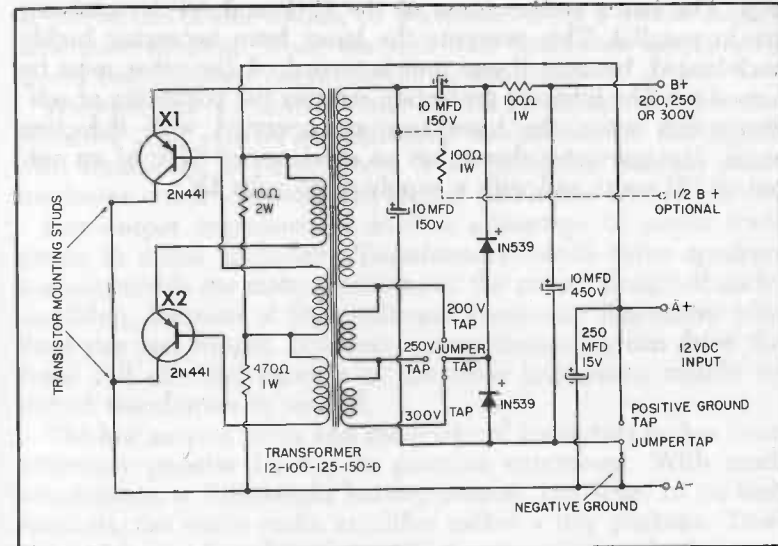 X1
2N441
TRANSISTOR MOUNTING STUDS
X2
2N441
10Ω
2W
470Ω
1W
TRANSFORMER
12-100-125-150-D
10 MFD
150V
100Ω
1W
100Ω
1W
10 MFD
150V
IN539
200 V
TAP
250V
TAP
JUMPER
TAP
300V
TAP
IN539
10 MFD
450V
250
MFD
15V
B+
200, 250
OR 300V
1/2 B +
OPTIONAL
A+
12VDC
INPUT
POSITIVE GROUND
TAP
JUMPER TAP
A-
NEGATIVE GROUND